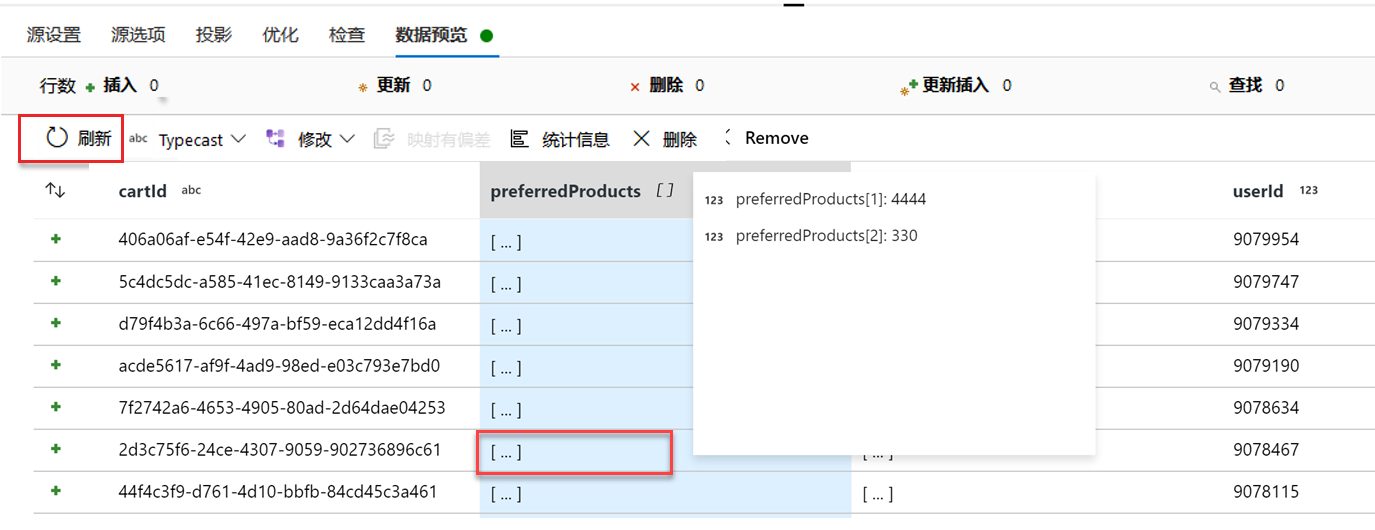 源设置 源选项 投影 优化 检查 数据预览
行数 插入 0 更新 0 删除 0 更新插入 0 查找 0
刷新 abc Typecast 修改 映射有偏差 统计信息 删除 Remove
cartId abc preferredProducts [] userId 123
123 preferredProducts[1]: 4444
123 preferredProducts[2]: 330
406a06af-e54f-42e9-aad8-9a36f2c7f8ca [ ... ] 9079954
5c4dc5dc-a585-41ec-8149-9133caa3a73a [ ... ] 9079747
d79f4b3a-6c66-497a-bf59-eca12dd4f16a [ ... ] 9079334
acde5617-af9f-4ad9-98ed-e03c793e7bd0 [ ... ] 9079190
7f2742a6-4653-4905-80ad-2d64dae04253 [ ... ] 9078634
2d3c75f6-24ce-4307-9059-902736896c61 [ ... ] [ ... ] 9078467
44f4c3f9-d761-4d10-bbfb-84cd45c3a461 [ ... ] [ ... ] 9078115